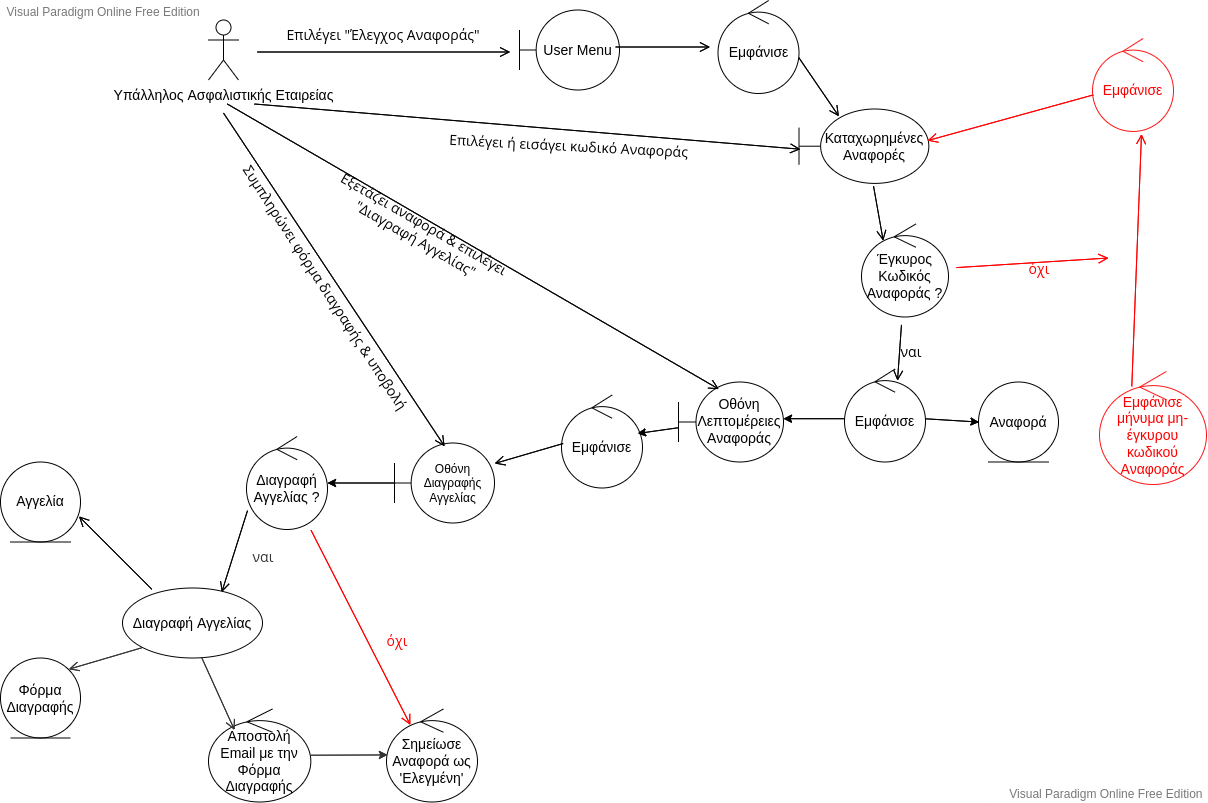 Visual Paradigm Online Free Edition
Επιλέγει "Έλεγχος Αναφοράς"
User Menu
Εμφάνισε
Εμφάνισε
Υπάλληλος Ασφαλιστικής Εταιρείας
Επιλέγει ή εισάγει κωδικό Αναφοράς
Καταχωρημένες
Αναφορές
Εξετάζει αναφορά & επιλέγει
"Διαγραφή Αγγελίας"
Συμπληρώνει φόρμα διαγραφής & υποβολή
Έγκυρος
Κωδικός
Αναφοράς ?
όχι
ναι
Οθόνη
Λεπτομέρειες
Αναφοράς
Εμφάνισε
Αναφορά
Εμφάνισε
μήνυμα μη-
έγκυρου
κωδικού
Αναφοράς
Εμφάνισε
Οθόνη
Διαγραφής
Αγγελίας
Διαγραφή
Αγγελίας ?
Αγγελία
ναι
Διαγραφή Αγγελίας
όχι
Φόρμα
Διαγραφής
Αποστολή
Email με την
Φόρμα
Διαγραφής
Σημείωσε
Αναφορά ως
'Ελεγμένη'
Visual Paradigm Online Free Edition